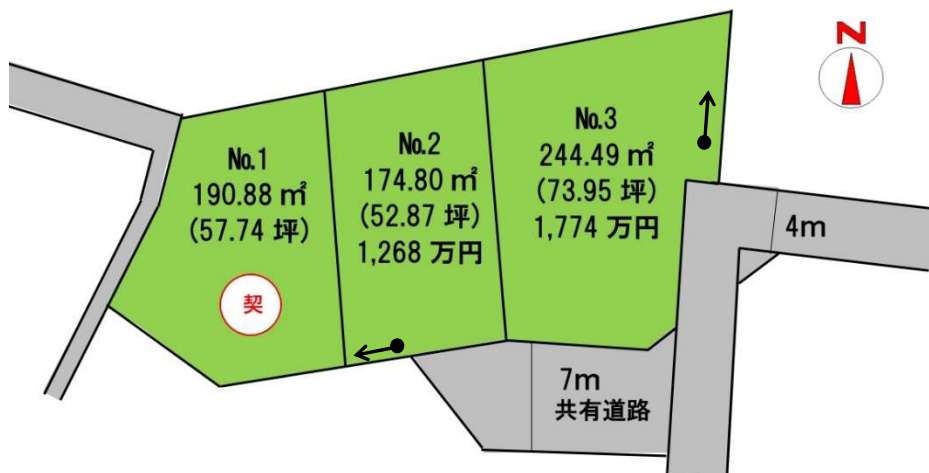 N
No.1
190.88 ㎡
(57.74 坪)
契
No.2
174.80 ㎡
(52.87 坪)
1,268 万円
No.3
244.49 ㎡
(73.95 坪)
1,774 万円
4m
7m
共有道路